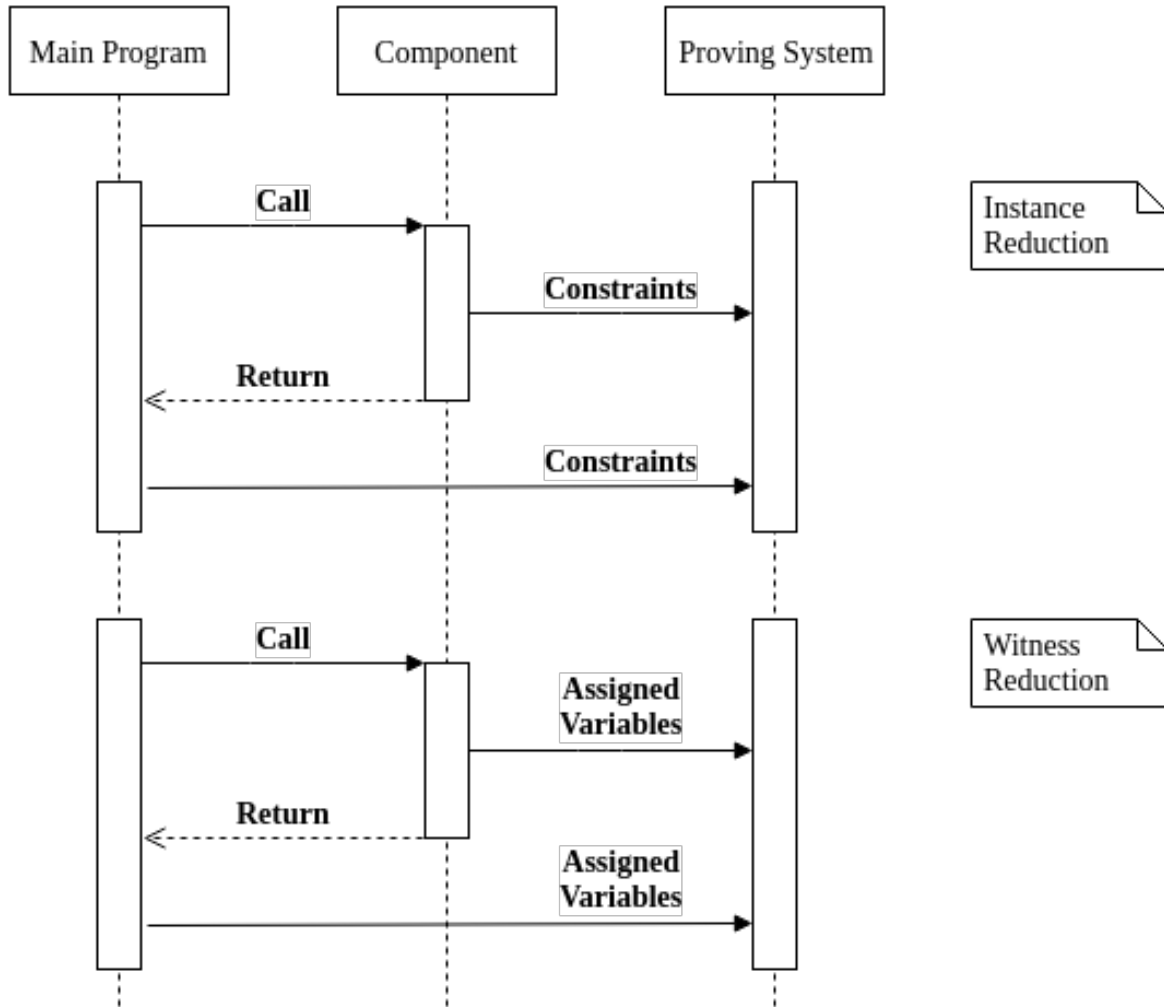 Main Program
Component
Proving System
Call
Instance
Reduction
Constraints
Return
Constraints
Call
Witness
Reduction
Assigned
Variables
Return
Assigned
Variables